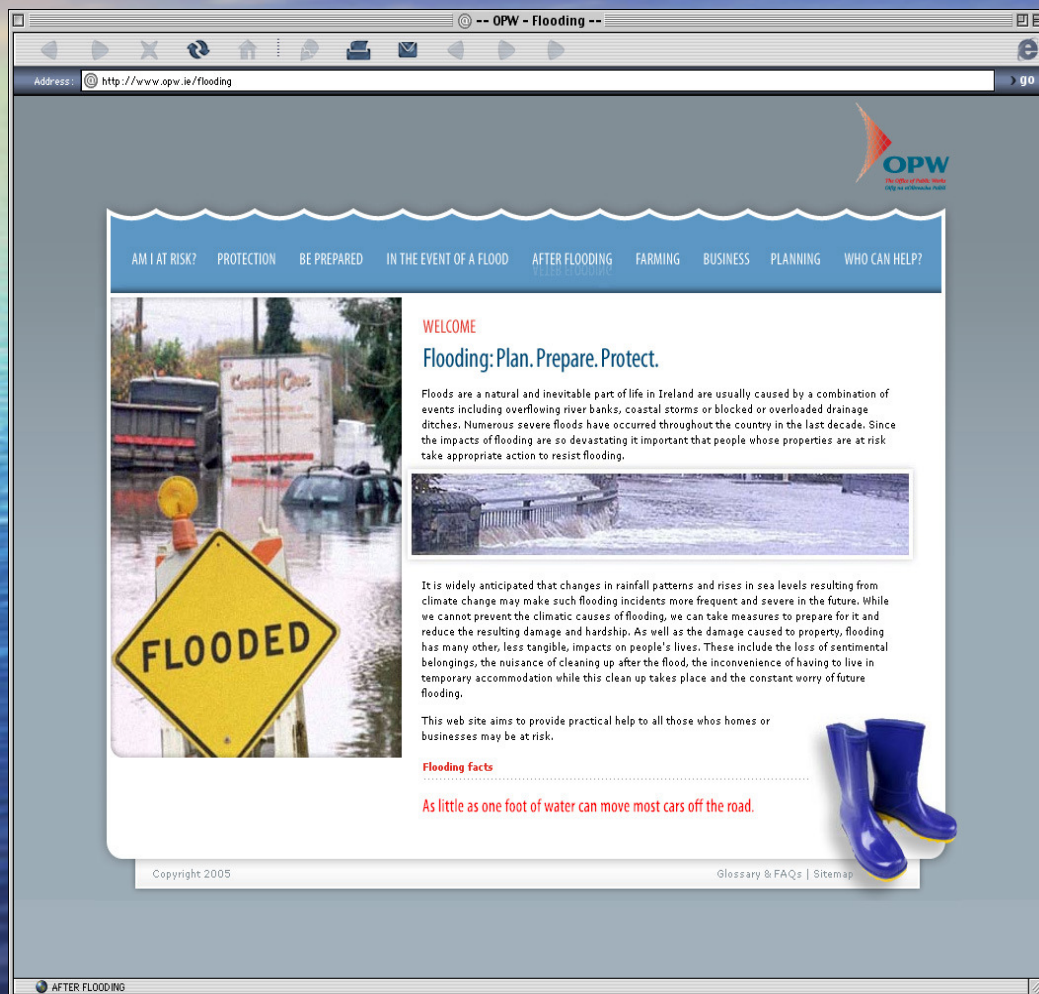 @ -- OPW - Flooding --
Address: @ http://www.opw.ie/flooding
go
OPW
The Office of Public Works
Oifig na nOibreacha Poiblí
AM I AT RISK? PROTECTION BE PREPARED IN THE EVENT OF A FLOOD AFTER FLOODING FARMING BUSINESS PLANNING WHO CAN HELP?
WELCOME
Flooding: Plan. Prepare. Protect.
Floods are a natural and inevitable part of life in Ireland are usually caused by a combination of
events including overflowing river banks, coastal storms or blocked or overloaded drainage
ditches. Numerous severe floods have occurred throughout the country in the last decade. Since
the impacts of flooding are so devastating it important that people whose properties are at risk
take appropriate action to resist flooding.
FLOODED
It is widely anticipated that changes in rainfall patterns and rises in sea levels resulting from
climate change may make such flooding incidents more frequent and severe in the future. While
we cannot prevent the climatic causes of flooding, we can take measures to prepare for it and
reduce the resulting damage and hardship. As well as the damage caused to property, flooding
has many other, less tangible, impacts on people's lives. These include the loss of sentimental
belongings, the nuisance of cleaning up after the flood, the inconvenience of having to live in
temporary accommodation while this clean up takes place and the constant worry of future
flooding.
This web site aims to provide practical help to all those whos homes or
businesses may be at risk.
Flooding facts
As little as one foot of water can move most cars off the road.
Copyright 2005
Glossary & FAQs | Sitemap
AFTER FLOODING